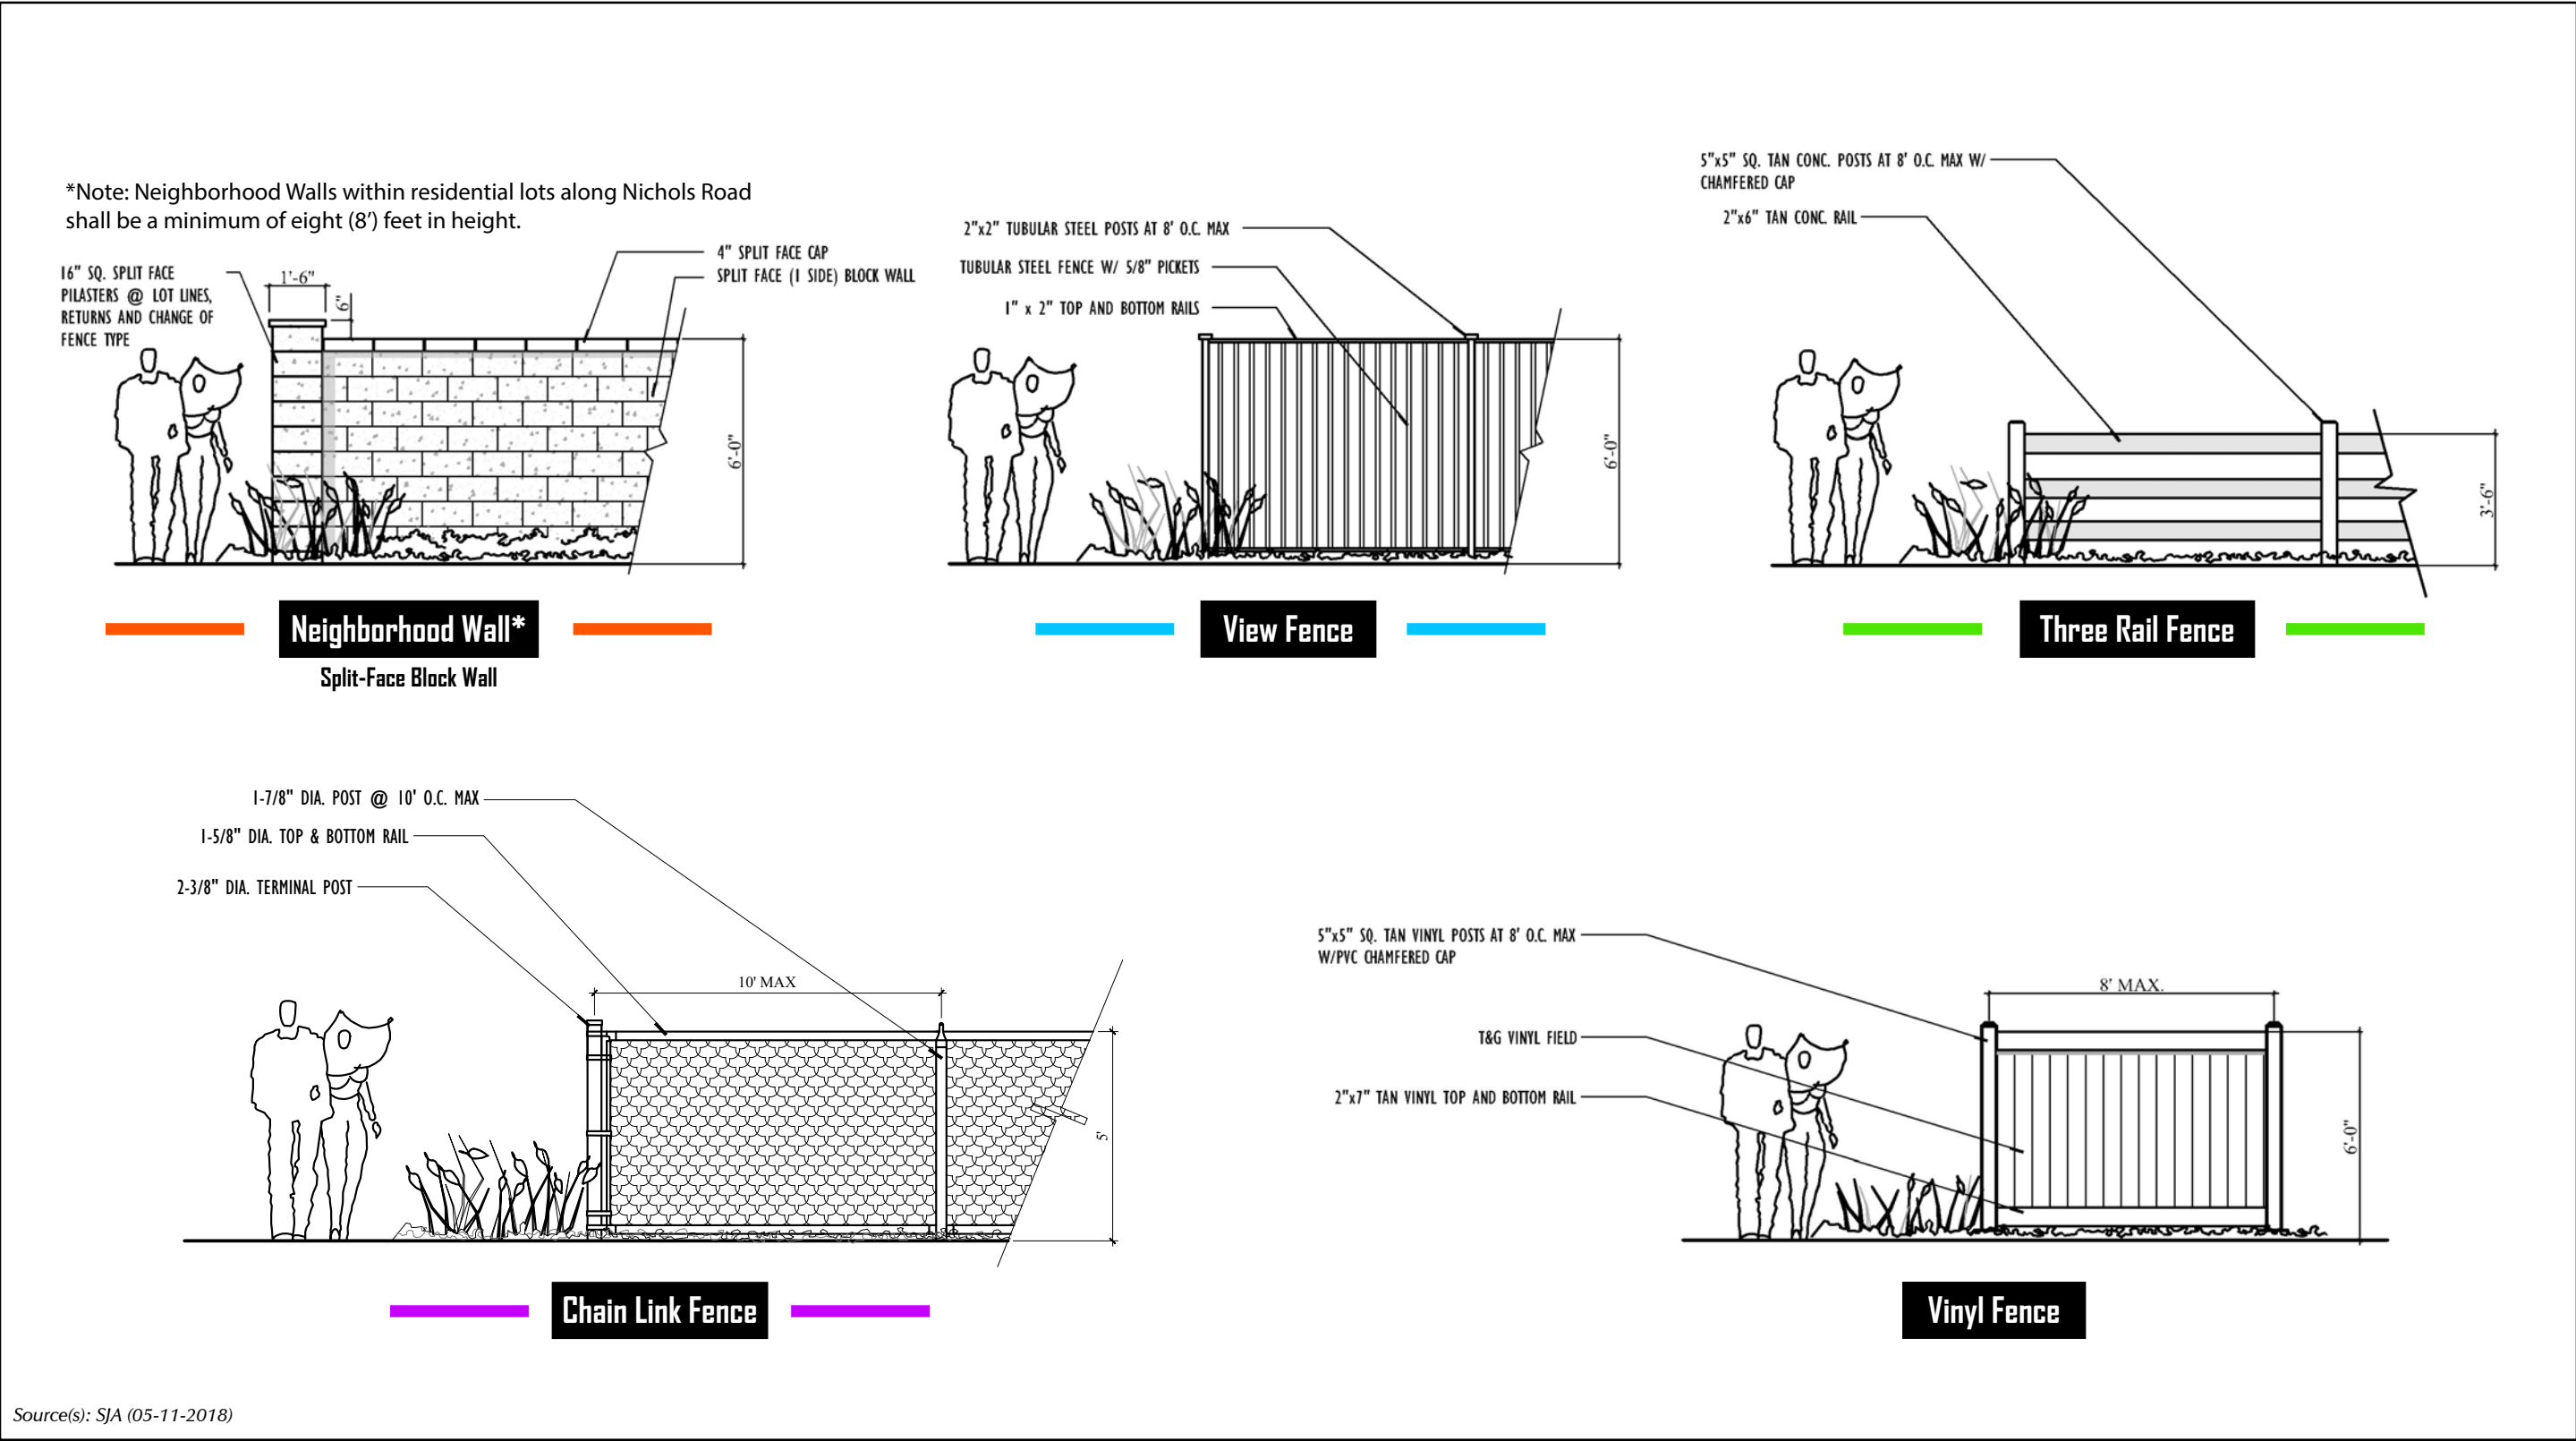 *Note: Neighborhood Walls within residential lots along Nichols Road
shall be a minimum of eight (8’) feet in height.
16" SQ. SPLIT FACE
PILASTERS @ LOT LINES,
RETURNS AND CHANGE OF
FENCE TYPE
1'-6"
6"
4" SPLIT FACE CAP
SPLIT FACE (1 SIDE) BLOCK WALL
6'-0"
Neighborhood Wall*
Split-Face Block Wall
2"x2" TUBULAR STEEL POSTS AT 8' O.C. MAX
TUBULAR STEEL FENCE W/ 5/8" PICKETS
1" x 2" TOP AND BOTTOM RAILS
6'-0"
View Fence
5"x5" SQ. TAN CONC. POSTS AT 8' O.C. MAX W/
CHAMFERED CAP
2"x6" TAN CONC. RAIL
3'-6"
Three Rail Fence
1-7/8" DIA. POST @ 10' O.C. MAX
1-5/8" DIA. TOP & BOTTOM RAIL
2-3/8" DIA. TERMINAL POST
10' MAX
5'
Chain Link Fence
5"x5" SQ. TAN VINYL POSTS AT 8' O.C. MAX
W/PVC CHAMFERED CAP
T&G VINYL FIELD
2"x7" TAN VINYL TOP AND BOTTOM RAIL
8' MAX.
6'-0"
Vinyl Fence
Source(s): SJA (05-11-2018)